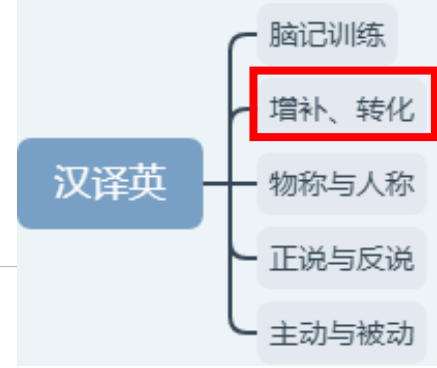 脑记训练
增补、转化
汉译英
物称与人称
正说与反说
主动与被动